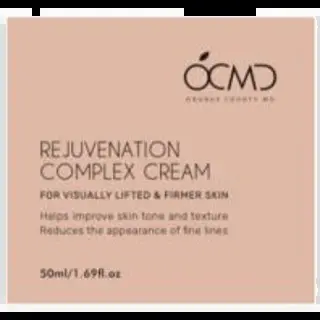 OCMD
ORANGE COUNTY MD
REJUVENATION
COMPLEX CREAM
FOR VISUALLY LIFTED & FIRMER SKIN
Helps improve skin tone and texture
Reduces the appearance of fine lines
50ml/1.69fl.oz